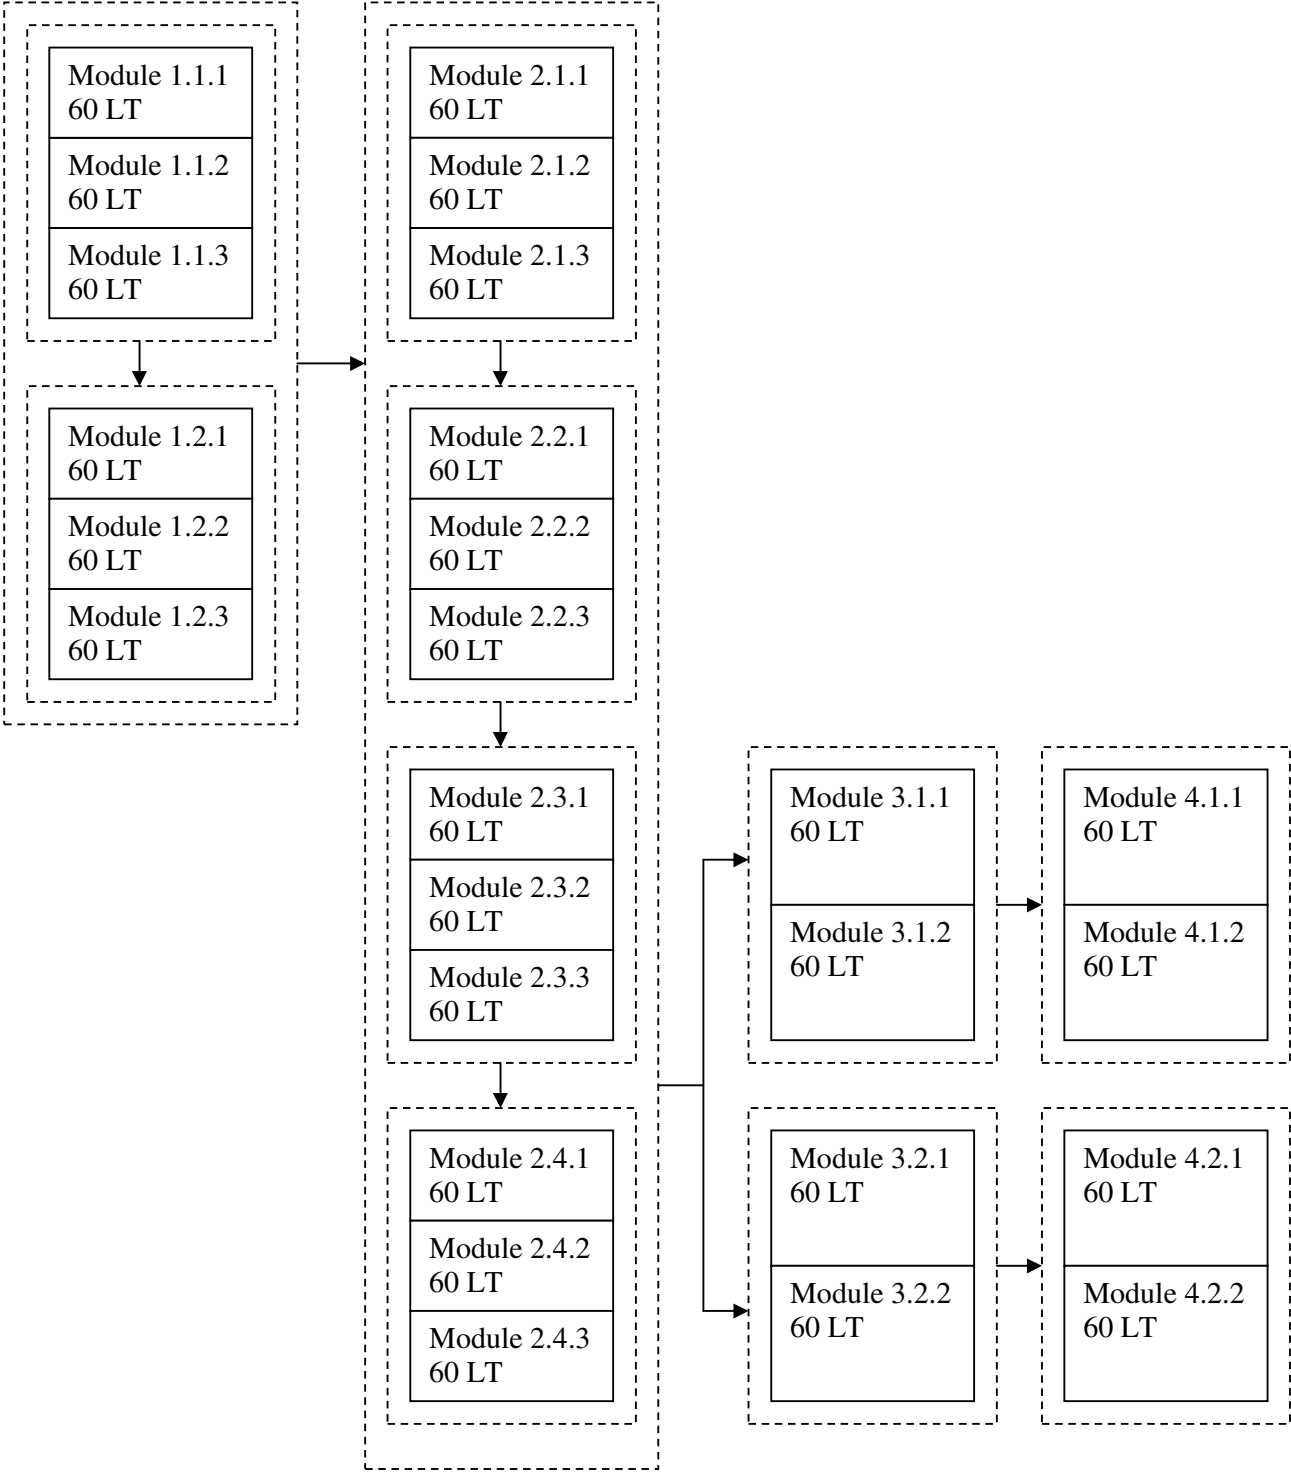 Module 1.1.1
60 LT
Module 1.1.2
60 LT
Module 1.1.3
60 LT
Module 1.2.1
60 LT
Module 1.2.2
60 LT
Module 1.2.3
60 LT
Module 2.1.1
60 LT
Module 2.1.2
60 LT
Module 2.1.3
60 LT
Module 2.2.1
60 LT
Module 2.2.2
60 LT
Module 2.2.3
60 LT
Module 2.3.1
60 LT
Module 2.3.2
60 LT
Module 2.3.3
60 LT
Module 2.4.1
60 LT
Module 2.4.2
60 LT
Module 2.4.3
60 LT
Module 3.1.1
60 LT
Module 3.1.2
60 LT
Module 4.1.1
60 LT
Module 4.1.2
60 LT
Module 3.2.1
60 LT
Module 3.2.2
60 LT
Module 4.2.1
60 LT
Module 4.2.2
60 LT